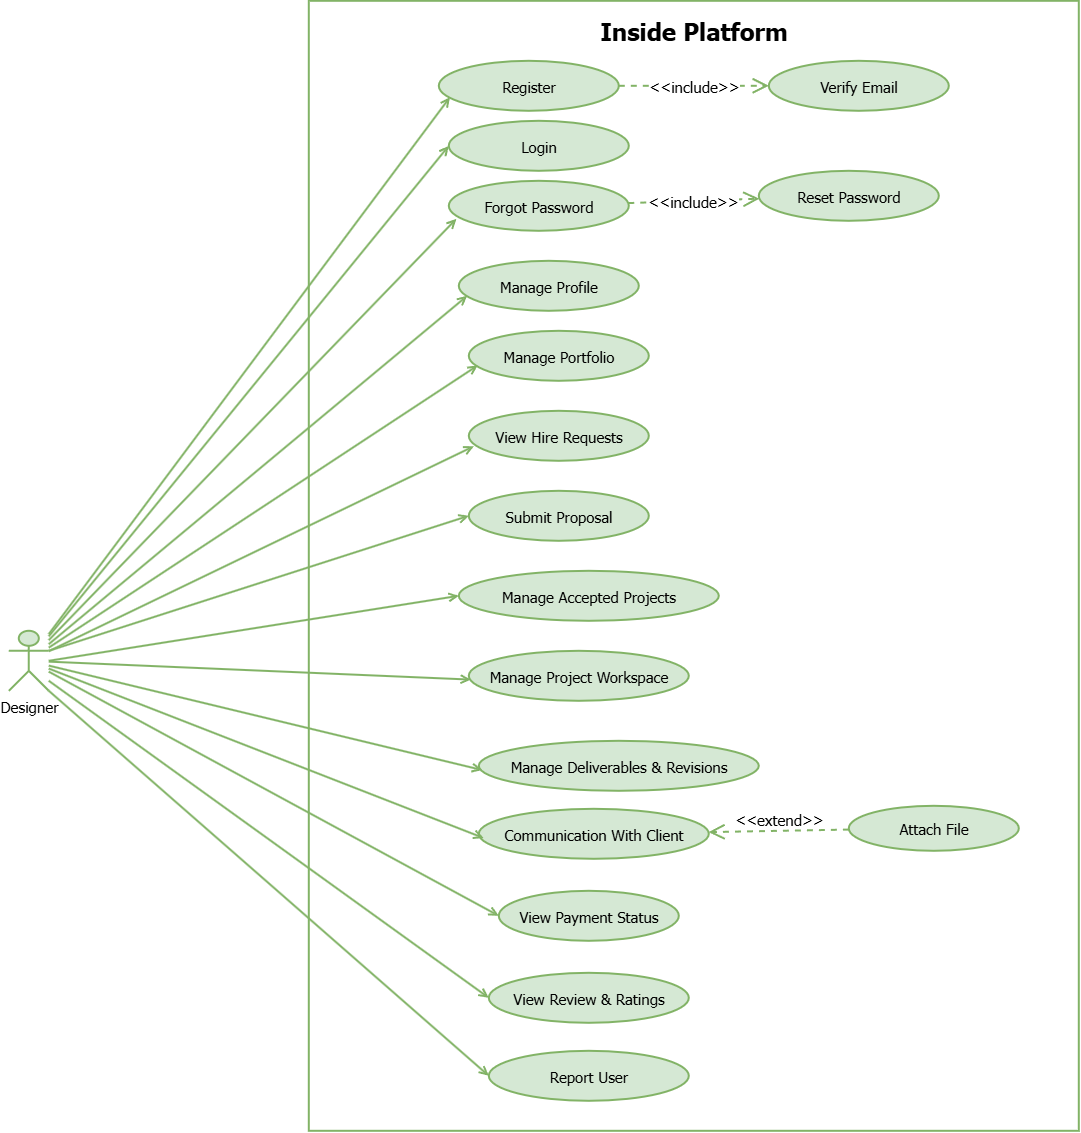 Inside Platform
Register
<<include>>
Verify Email
Login
Forgot Password
<<include>>
Reset Password
Manage Profile
Manage Portfolio
View Hire Requests
Submit Proposal
Manage Accepted Projects
Manage Project Workspace
Designer
Manage Deliverables & Revisions
Communication With Client
<<extend>>
Attach File
View Payment Status
View Review & Ratings
Report User